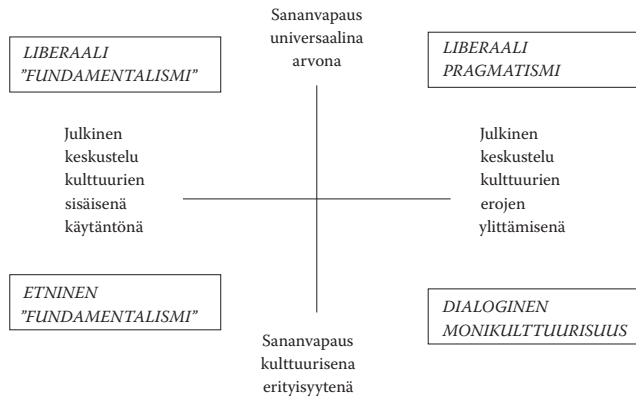 Sananvapaus
universaalina
arvona
LIBERAALI
"FUNDAMENTALISMI"
LIBERAALI
PRAGMATISMI
Julkinen
keskustelu
kulttuurien
sisäisenä
käytäntönä
Julkinen
keskustelu
kulttuurien
erojen
ylittämisenä
ETNINEN
"FUNDAMENTALISMI"
DIALOGINEN
MONIKULTTUURISUUS
Sananvapaus
kulttuurisena
erityisyytenä